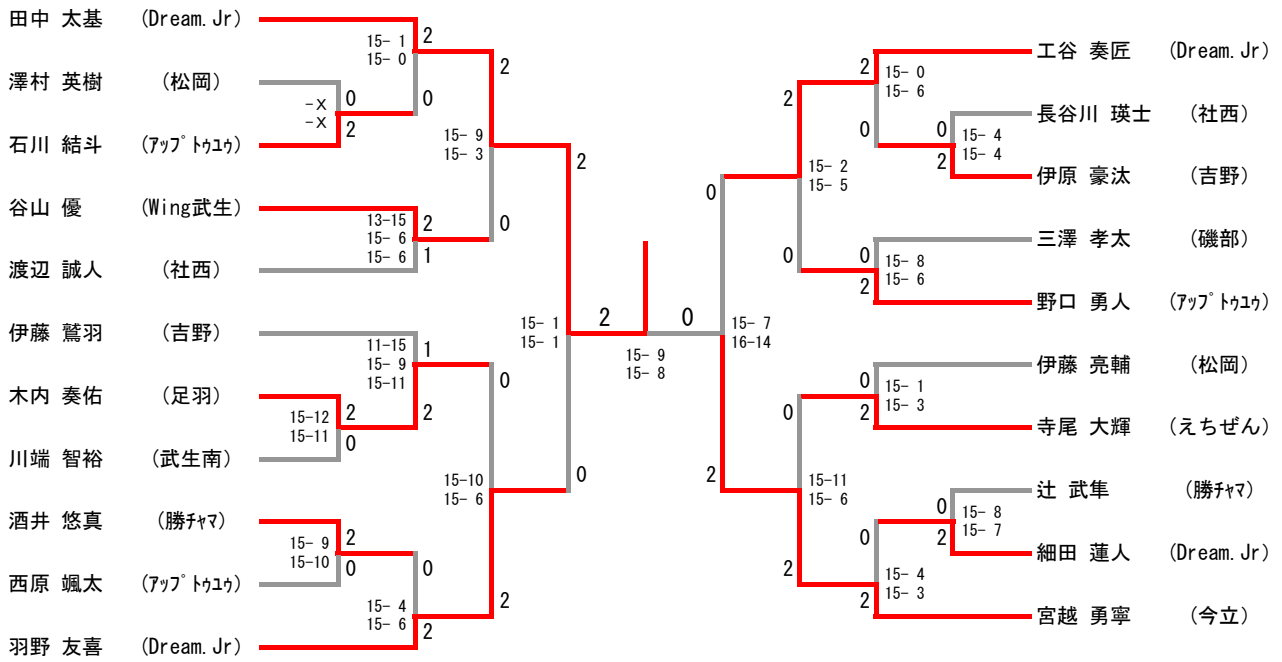 田中 太基 (Dream.Jr)
澤村 英樹 (松岡)
石川 結斗 (アップトゥユゥ)
谷山 優 (Wing武生)
渡辺 誠人 (社西)
伊藤 鷲羽 (吉野)
木内 奏佑 (足羽)
川端 智裕 (武生南)
酒井 悠真 (勝チャマ)
西原 颯太 (アップトゥユゥ)
羽野 友喜 (Dream.Jr)
15- 1 2
15- 0
0
-X 0
-X 2
2
15- 9
15- 3
0
13-15 2
15- 6
15- 6 1
2
15- 1
15- 1
0
11-15 1
15- 9
15-11 2
15-12 2
15-11 0
0
15-10
15- 6
2
15- 9 2
15-10 0
0
15- 4
15- 6 2
2 0
15- 9
15- 8
0
15- 7
16-14
2
2
15- 2
15- 5
0
2 15- 0
15- 6
0
0 15- 4
2 15- 4
0 15- 8
2 15- 6
0
15-11
15- 6
2
0 15- 1
2 15- 3
0 15- 8
2 15- 7
0
15- 4
2 15- 3
工谷 奏匠 (Dream.Jr)
長谷川 瑛士 (社西)
伊原 豪汰 (吉野)
三澤 孝太 (磯部)
野口 勇人 (アップトゥユゥ)
伊藤 亮輔 (松岡)
寺尾 大輝 (えちぜん)
辻 武隼 (勝チャマ)
細田 蓮人 (Dream.Jr)
宮越 勇寧 (今立)